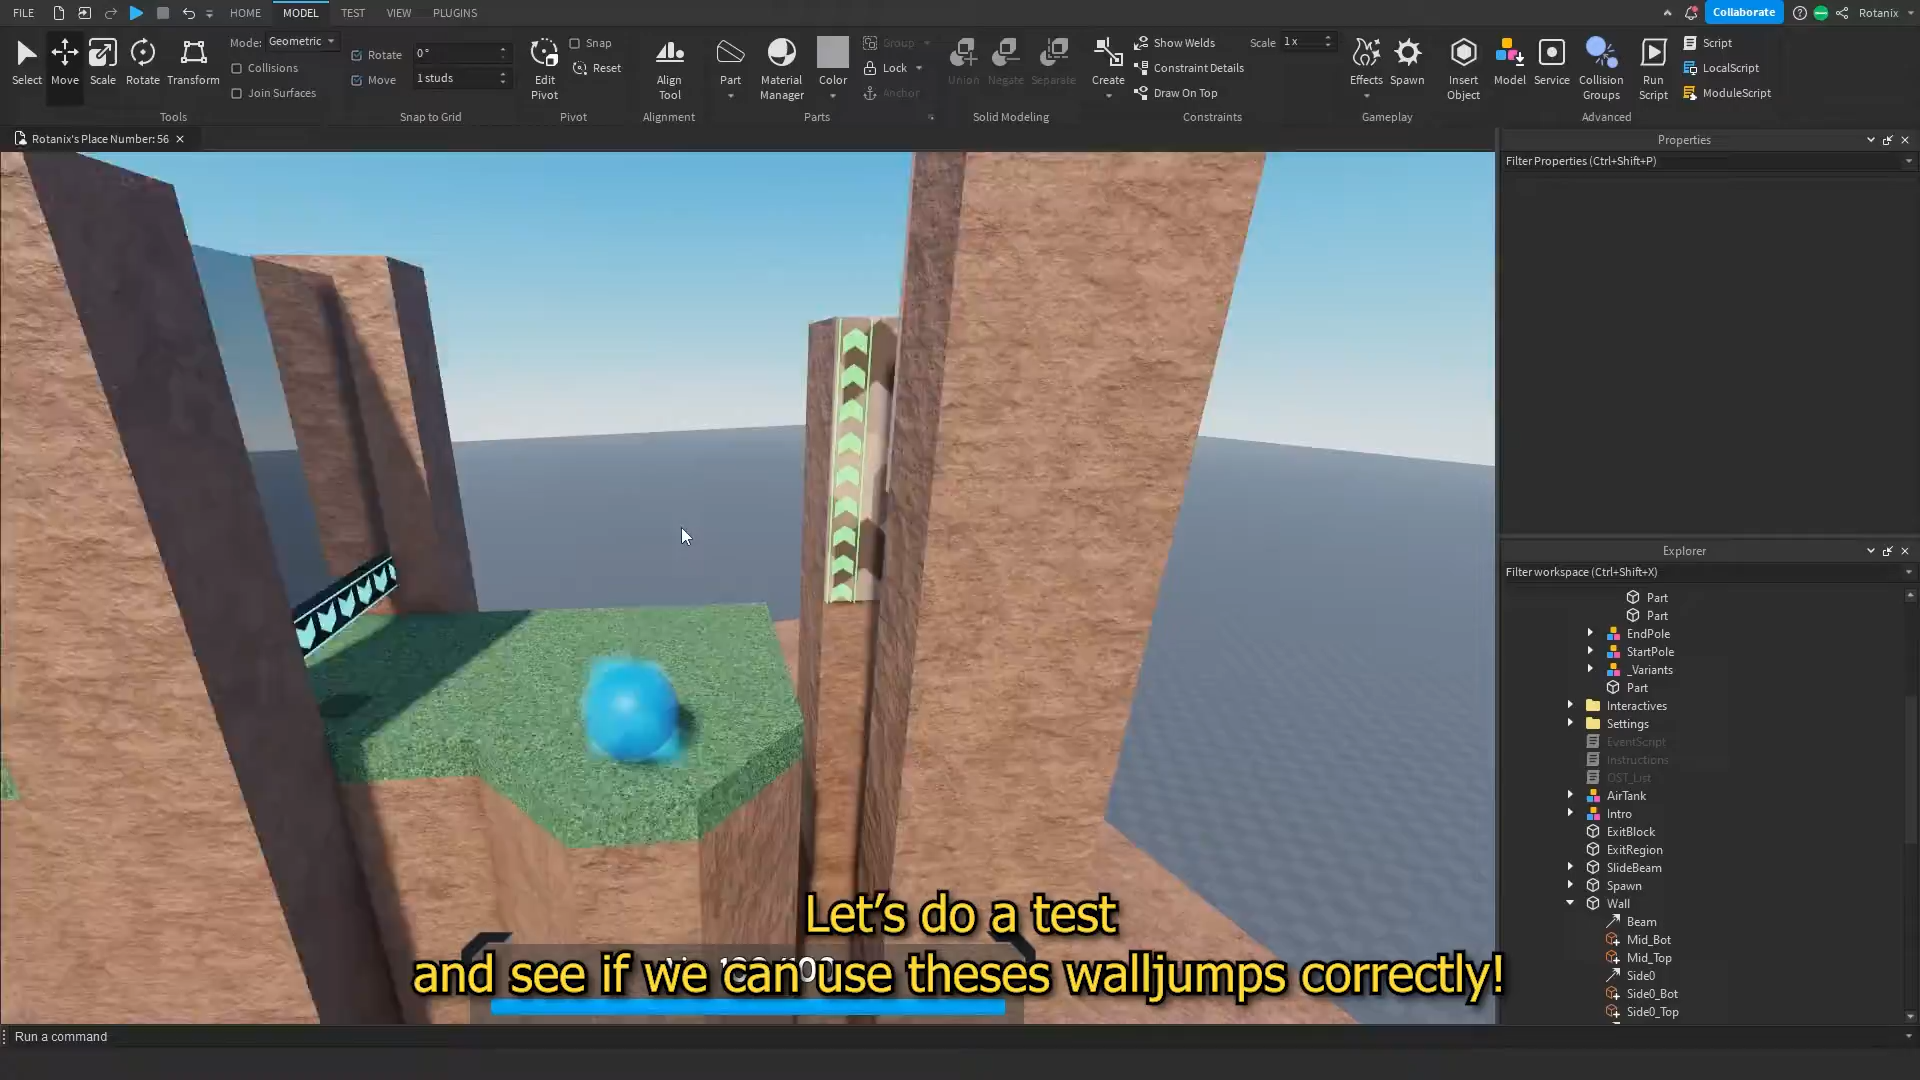 FILE
HOME
MODEL
TEST
VIEW
PLUGINS
Collaborate
Rotanix
Select
Move
Scale
Rotate
Transform
Mode:
Geometric
Collisions
Join Surfaces
Tools
Rotate
0°
Move
1 studs
Snap to Grid
Edit
Pivot
Snap
Reset
Pivot
Align
Tool
Alignment
Part
Material
Manager
Color
Group
Lock
Anchor
Parts
Union
Negate
Separate
Solid Modeling
Create
Show Welds
Constraint Details
Draw On Top
Scale
1 x
Constraints
Effects
Spawn
Gameplay
Insert
Object
Model
Service
Collision
Groups
Run
Script
Script
LocalScript
ModuleScript
Advanced
Rotanix's Place Number: 56
Properties
Filter Properties (Ctrl+Shift+P)
Explorer
Filter workspace (Ctrl+Shift+X)
Part
Part
EndPole
StartPole
_Variants
Part
Interactives
Settings
EventScript
Instructions
OST_List
AirTank
Intro
ExitBlock
ExitRegion
SlideBeam
Spawn
Wall
Beam
Mid_Bot
Mid_Top
Side0
Side0_Bot
Side0_Top
Let's do a test
and see if we can use theses walljumps correctly!
Run a command